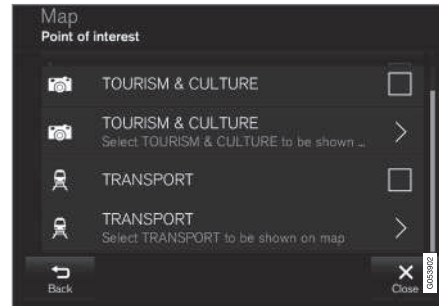 Map
Point of interest
TOURISM & CULTURE
TOURISM & CULTURE
Select TOURISM & CULTURE to be shown ...
TRANSPORT
TRANSPORT
Select TRANSPORT to be shown on map
Back
Close
G053902